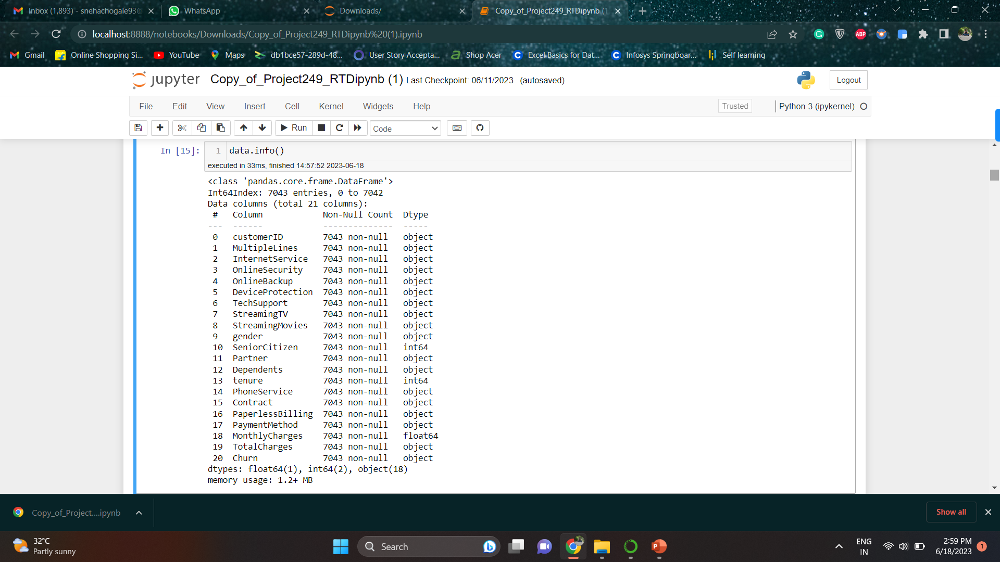 Inbox (1,893) - snehachogale93@
WhatsApp
Downloads/
Copy_of_Project249_RTDipynb (1
localhost:8888/notebooks/Downloads/Copy_of_Project249_RTDipynb%20(1).ipynb
Gmail
Online Shopping Si...
YouTube
Maps
db1bce57-289d-48...
User Story Accepta...
Shop Acer
Excel Basics for Dat...
Infosys Springboar...
Self learning
jupyter
Copy_of_Project249_RTDipynb (1) Last Checkpoint: 06/11/2023 (autosaved)
Logout
File Edit View Insert Cell Kernel Widgets Help
Trusted
Python 3 (ipykernel)
Run
Code
In [15]: 1 data.info()
executed in 33ms, finished 14:57:52 2023-06-18
<class 'pandas.core.frame.DataFrame'>
Int64Index: 7043 entries, 0 to 7042
Data columns (total 21 columns):
# Column Non-Null Count Dtype
--- ------ -------------- -----
0 customerID 7043 non-null object
1 MultipleLines 7043 non-null object
2 InternetService 7043 non-null object
3 OnlineSecurity 7043 non-null object
4 OnlineBackup 7043 non-null object
5 DeviceProtection 7043 non-null object
6 TechSupport 7043 non-null object
7 StreamingTV 7043 non-null object
8 StreamingMovies 7043 non-null object
9 gender 7043 non-null object
10 SeniorCitizen 7043 non-null int64
11 Partner 7043 non-null object
12 Dependents 7043 non-null object
13 tenure 7043 non-null int64
14 PhoneService 7043 non-null object
15 Contract 7043 non-null object
16 PaperlessBilling 7043 non-null object
17 PaymentMethod 7043 non-null object
18 MonthlyCharges 7043 non-null float64
19 TotalCharges 7043 non-null object
20 Churn 7043 non-null object
dtypes: float64(1), int64(2), object(18)
memory usage: 1.2+ MB
Copy_of_Project....ipynb
Show all
32°C
Partly sunny
Search
ENG
IN
2:59 PM
6/18/2023
1
ABP